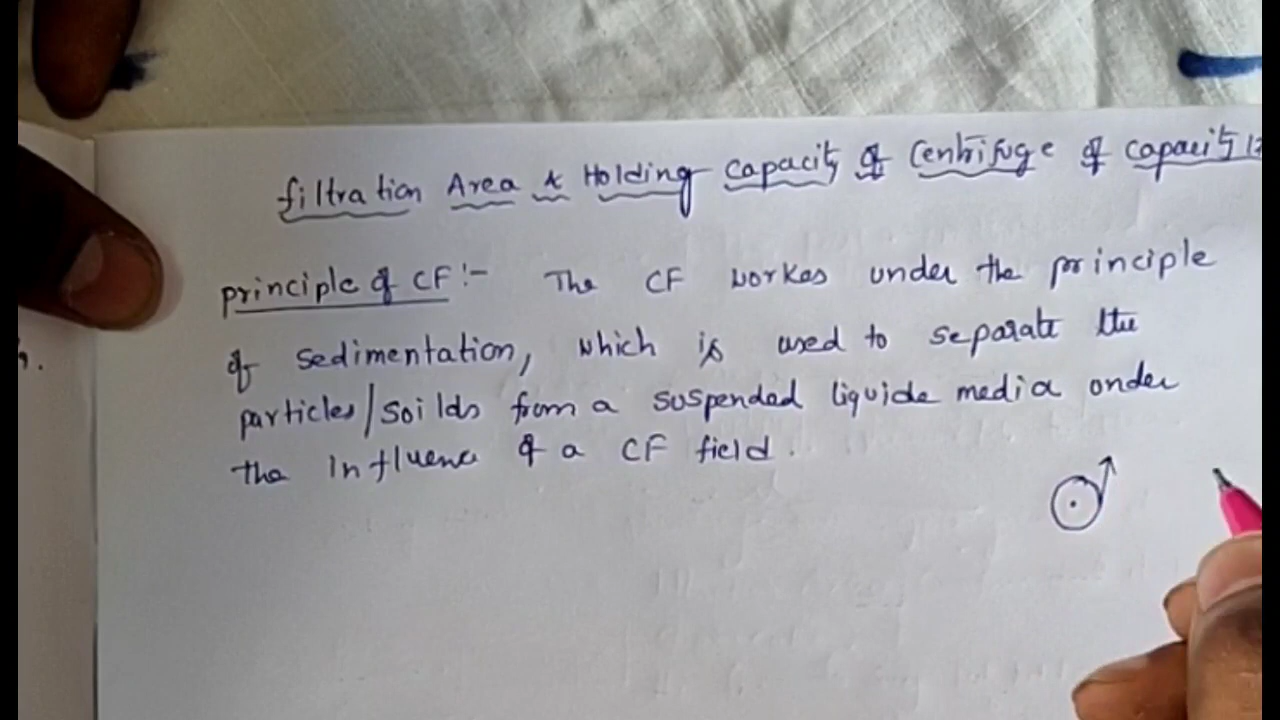 filtration Area & Holding capacity of Centrifuge of capacity
principle of CF:- The CF workes under the principle
of sedimentation, which is used to separate the
particles/soilds from a suspended liquide media under
the influence of a CF field.